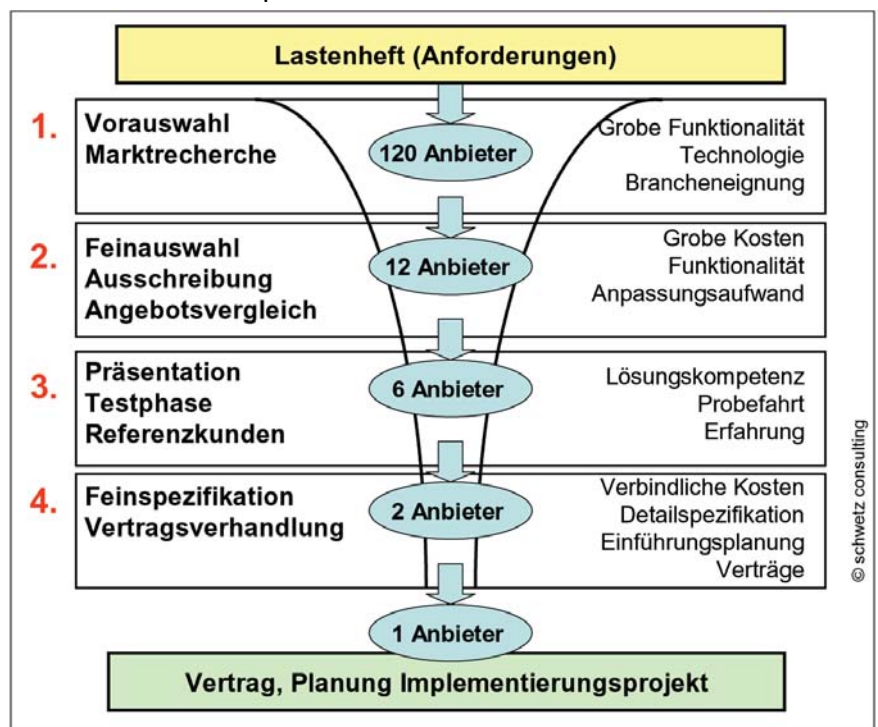 Lastenheft (Anforderungen)
1.
Vorauswahl
Marktrecherche
120 Anbieter
Grobe Funktionalität
Technologie
Brancheneignung
2.
Feinauswahl
Ausschreibung
Angebotsvergleich
12 Anbieter
Grobe Kosten
Funktionalität
Anpassungsaufwand
3.
Präsentation
Testphase
Referenzkunden
6 Anbieter
Lösungskompetenz
Probefahrt
Erfahrung
4.
Feinspezifikation
Vertragsverhandlung
2 Anbieter
Verbindliche Kosten
Detailspezifikation
Einführungsplanung
Verträge
1 Anbieter
Vertrag, Planung Implementierungsprojekt
© schwetz consulting